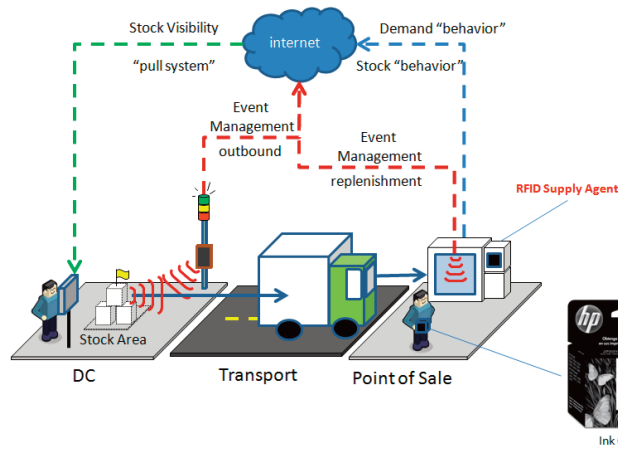 Stock Visibility
"pull system"
internet
Demand "behavior"
Stock "behavior"
Event
Management
outbound
Event
Management
replenishment
RFID Supply Agent
Stock Area
DC
Transport
Point of Sale
hp
Ink